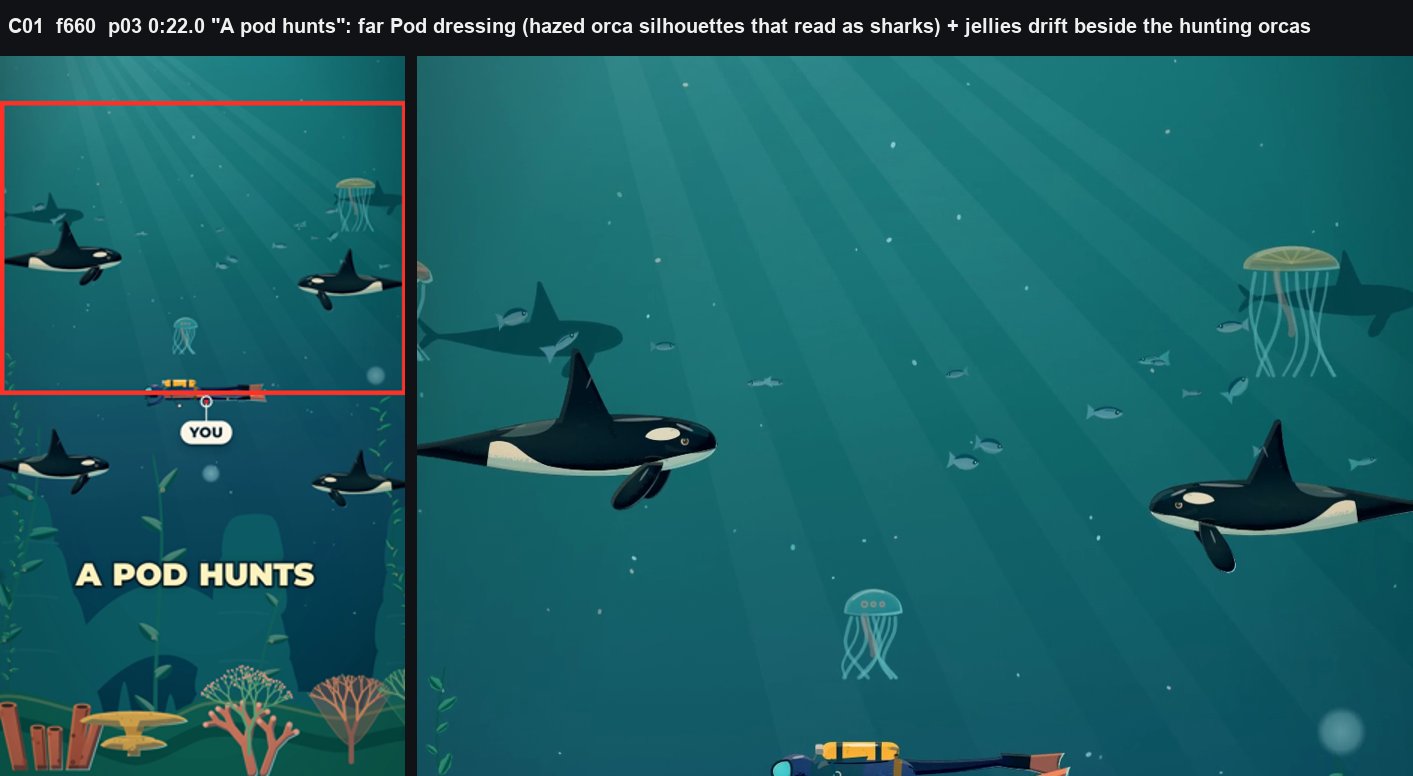 C01 f660 p03 0:22.0 "A pod hunts": far Pod dressing (hazed orca silhouettes that read as sharks) + jellies drift beside the hunting orcas
YOU
A POD HUNTS